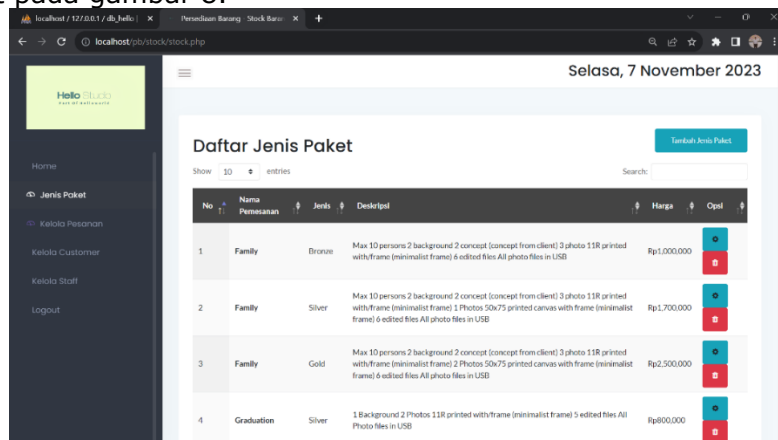 pada gambar 6.
localhost / 127.0.0.1 / db_hello |
Persediaan Barang - Stock Baran
localhost/pb/stock/stock.php
Hello Studio
Selasa, 7 November 2023
Home
Jenis Paket
Kelola Pesanan
Kelola Customer
Kelola Staff
Logout
Daftar Jenis Paket
Tambah Jenis Paket
Show 10 entries
Search:
No Nama Pemesanan Jenis Deskripsi Harga Opsi
1 Family Bronze Max 10 persons 2 background 2 concept (concept from client) 3 photo 11R printed
with/frame (minimalist frame) 6 edited files All photo files in USB Rp1,000,000
2 Family Silver Max 10 persons 2 background 2 concept (concept from client) 3 photo 11R printed
with/frame (minimalist frame) 1 Photos 50x75 printed canvas with frame (minimalist
frame) 6 edited files All photo files in USB Rp1,700,000
3 Family Gold Max 10 persons 2 background 2 concept (concept from client) 3 photo 11R printed
with/frame (minimalist frame) 2 Photos 50x75 printed canvas with frame (minimalist
frame) 6 edited files All photo files in USB Rp2,500,000
4 Graduation Silver 1 Background 2 Photos 11R printed with/frame (minimalist frame) 5 edited files All
Photo files in USB Rp800,000